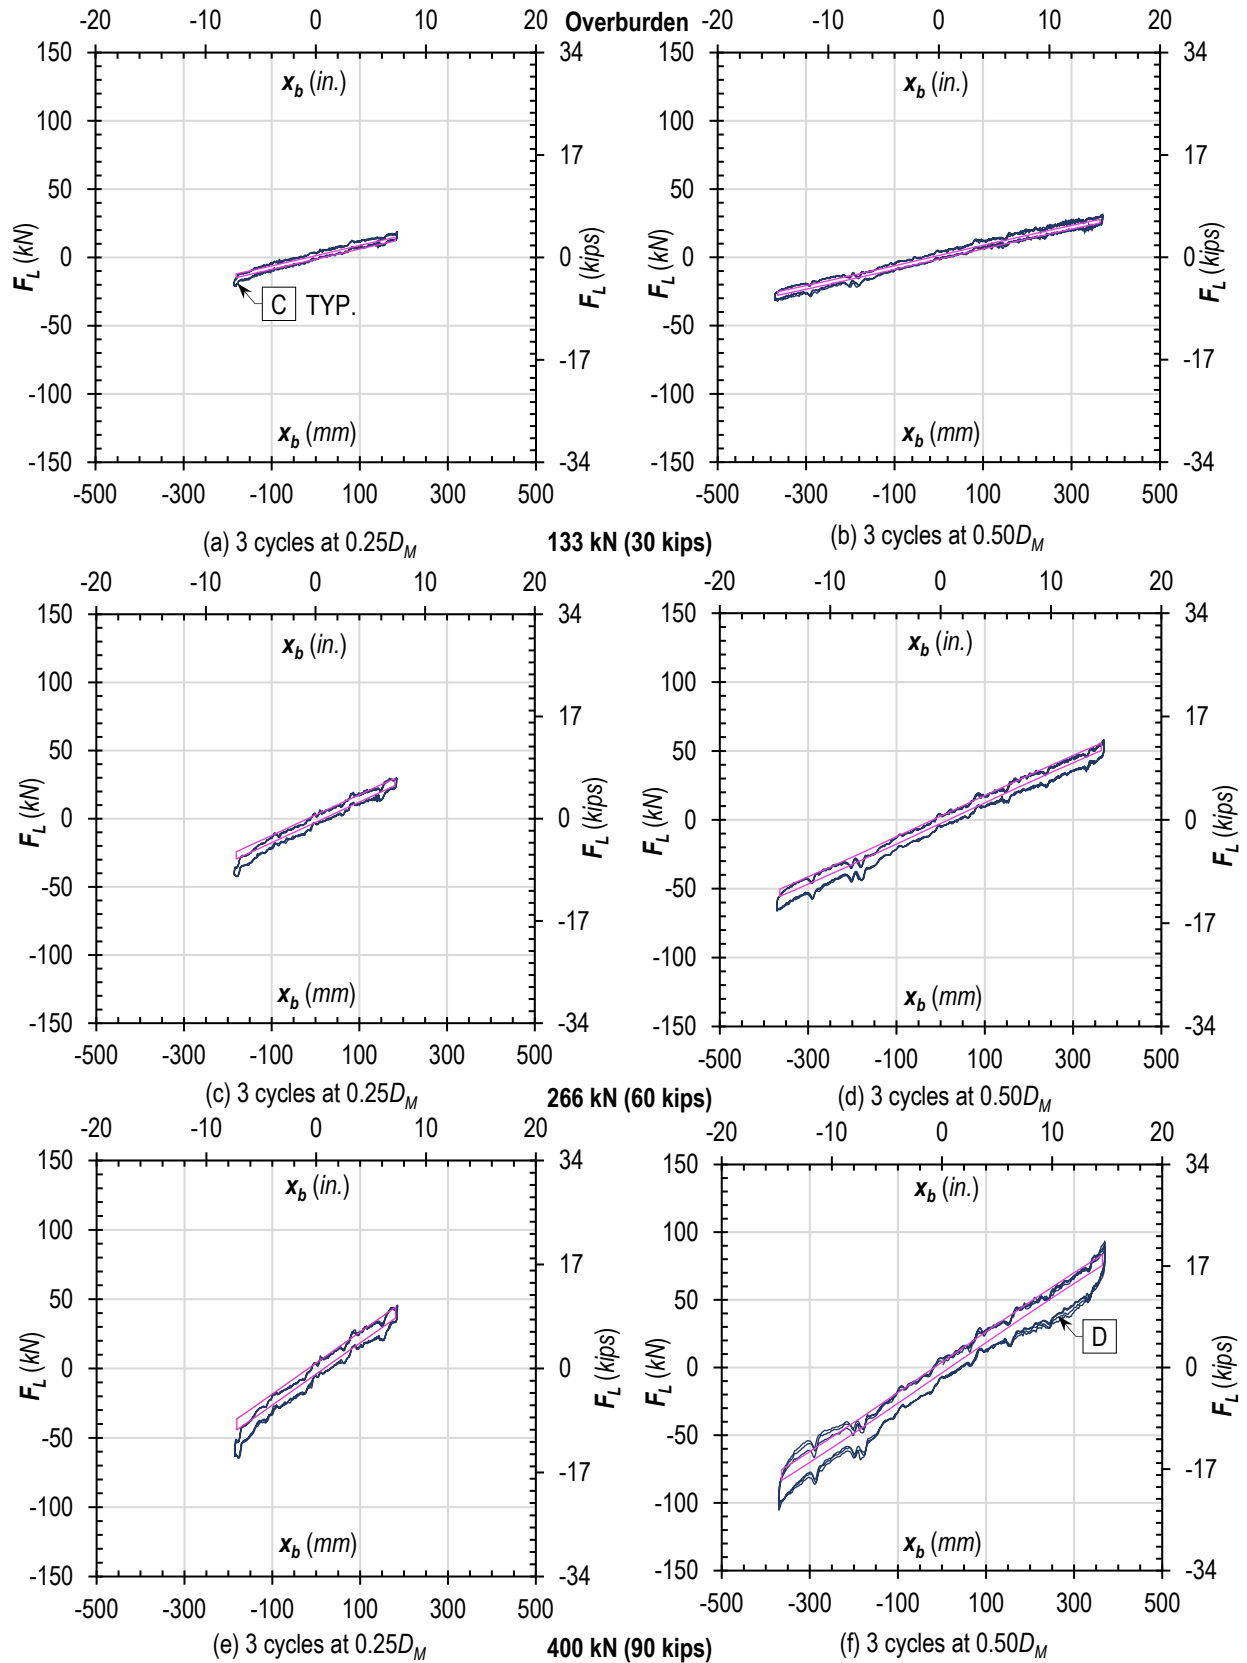 -20 -10 0 10 20 Overburden -20 -10 0 10 20
150 34 150 34
x_b (in.) x_b (in.)
100 100
17 17
50 50
F_L (kN) 0 0 F_L (kips) F_L (kN) 0 0 F_L (kips)
C TYP.
-50 -50
-17 -17
-100 -100
x_b (mm) x_b (mm)
-150 -34 -150 -34
-500 -300 -100 100 300 500 -500 -300 -100 100 300 500
(a) 3 cycles at 0.25D_M 133 kN (30 kips) (b) 3 cycles at 0.50D_M
-20 -10 0 10 20 -20 -10 0 10 20
150 34 150 34
x_b (in.) x_b (in.)
100 100
17 17
50 50
F_L (kN) 0 0 F_L (kips) F_L (kN) 0 0 F_L (kips)
-50 -50
-17 -17
-100 -100
x_b (mm) x_b (mm)
-150 -34 -150 -34
-500 -300 -100 100 300 500 -500 -300 -100 100 300 500
(c) 3 cycles at 0.25D_M 266 kN (60 kips) (d) 3 cycles at 0.50D_M
-20 -10 0 10 20 -20 -10 0 10 20
150 34 150 34
x_b (in.) x_b (in.)
100 100
17 17
50 50
D
F_L (kN) 0 0 F_L (kips) F_L (kN) 0 0 F_L (kips)
-50 -50
-17 -17
-100 -100
x_b (mm) x_b (mm)
-150 -34 -150 -34
-500 -300 -100 100 300 500 -500 -300 -100 100 300 500
(e) 3 cycles at 0.25D_M 400 kN (90 kips) (f) 3 cycles at 0.50D_M